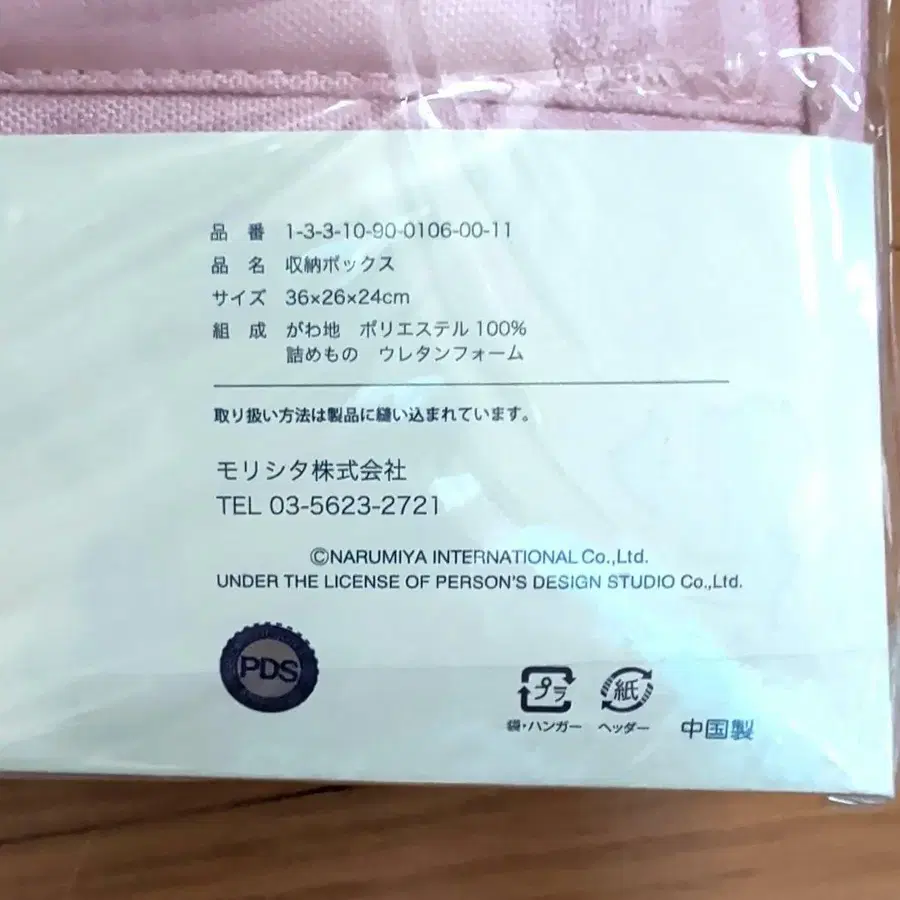 品 番 1-3-3-10-90-0106-00-11
品 名 収納ボックス
サイズ 36×26×24cm
組 成 がわ地 ポリエステル 100%
詰めもの ウレタンフォーム
取り扱い方法は製品に縫い込まれています。
モリシタ株式会社
TEL 03-5623-2721
©NARUMIYA INTERNATIONAL Co.,Ltd.
UNDER THE LICENSE OF PERSON'S DESIGN STUDIO Co.,Ltd.
PDS
プラ 紙
袋・ハンガー ヘッダー 中国製